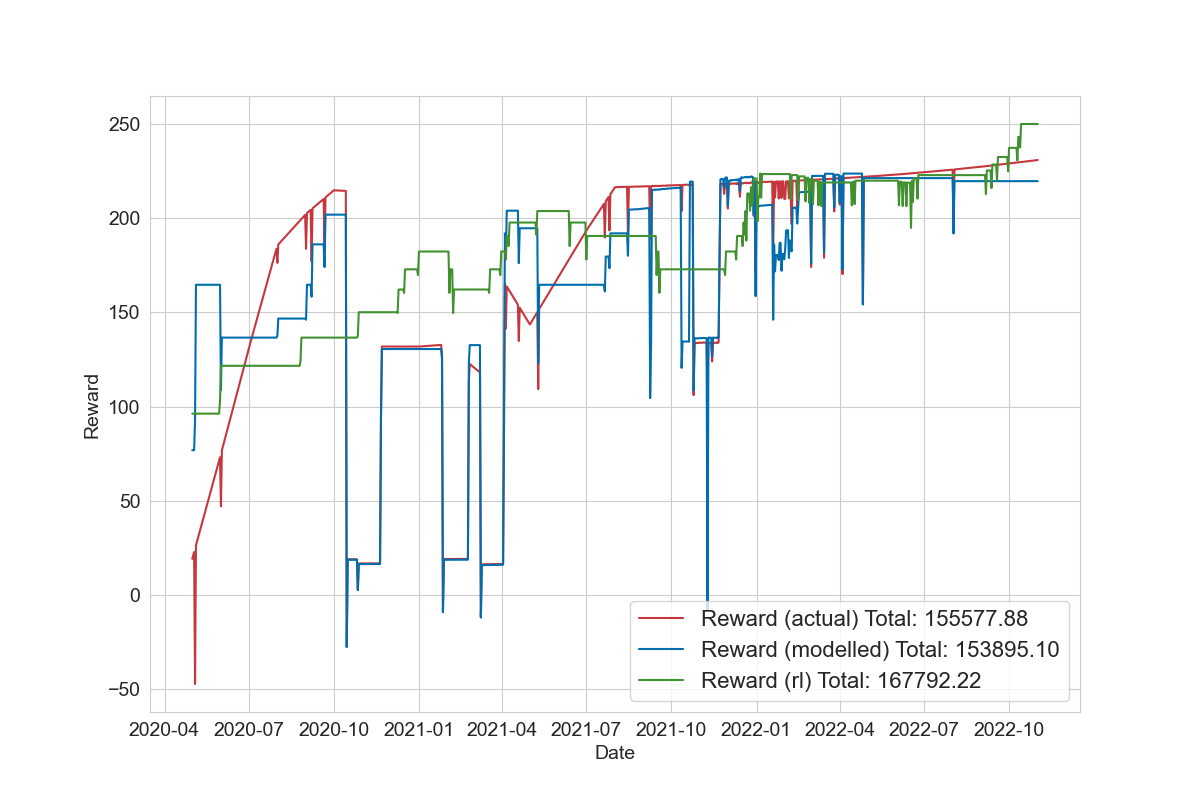 250
200
150
100
50
0
−50
Reward
Reward (actual) Total: 155577.88
Reward (modelled) Total: 153895.10
Reward (rl) Total: 167792.22
2020-04 2020-07 2020-10 2021-01 2021-04 2021-07 2021-10 2022-01 2022-04 2022-07 2022-10
Date